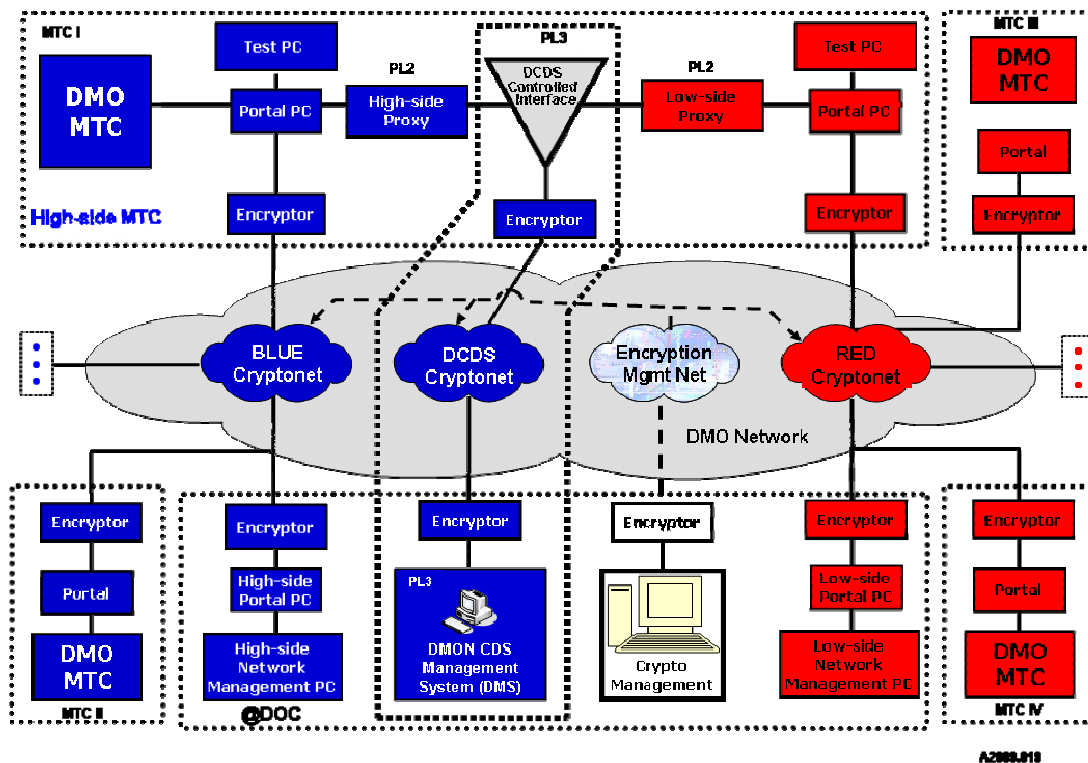 MTC I
Test PC
PL2
PL3
PL2
Test PC
MTC III
DMO
MTC
Portal PC
High-side
Proxy
DCDS
Controlled
Interface
Low-side
Proxy
Portal PC
DMO
MTC
Portal
High-side MTC
Encryptor
Encryptor
Encryptor
Encryptor
BLUE
Cryptonet
DCDS
Cryptonet
Encryption
Mgmt Net
RED
Cryptonet
DMO Network
Encryptor
Encryptor
Encryptor
Encryptor
Encryptor
Encryptor
Portal
High-side
Portal PC
PL3
Low-side
Portal PC
Portal
DMO
MTC
High-side
Network
Management PC
DMON CDS
Management
System (DMS)
Crypto
Management
Low-side
Network
Management PC
DMO
MTC
MTC II
@DOC
MTC IV
A2009.019